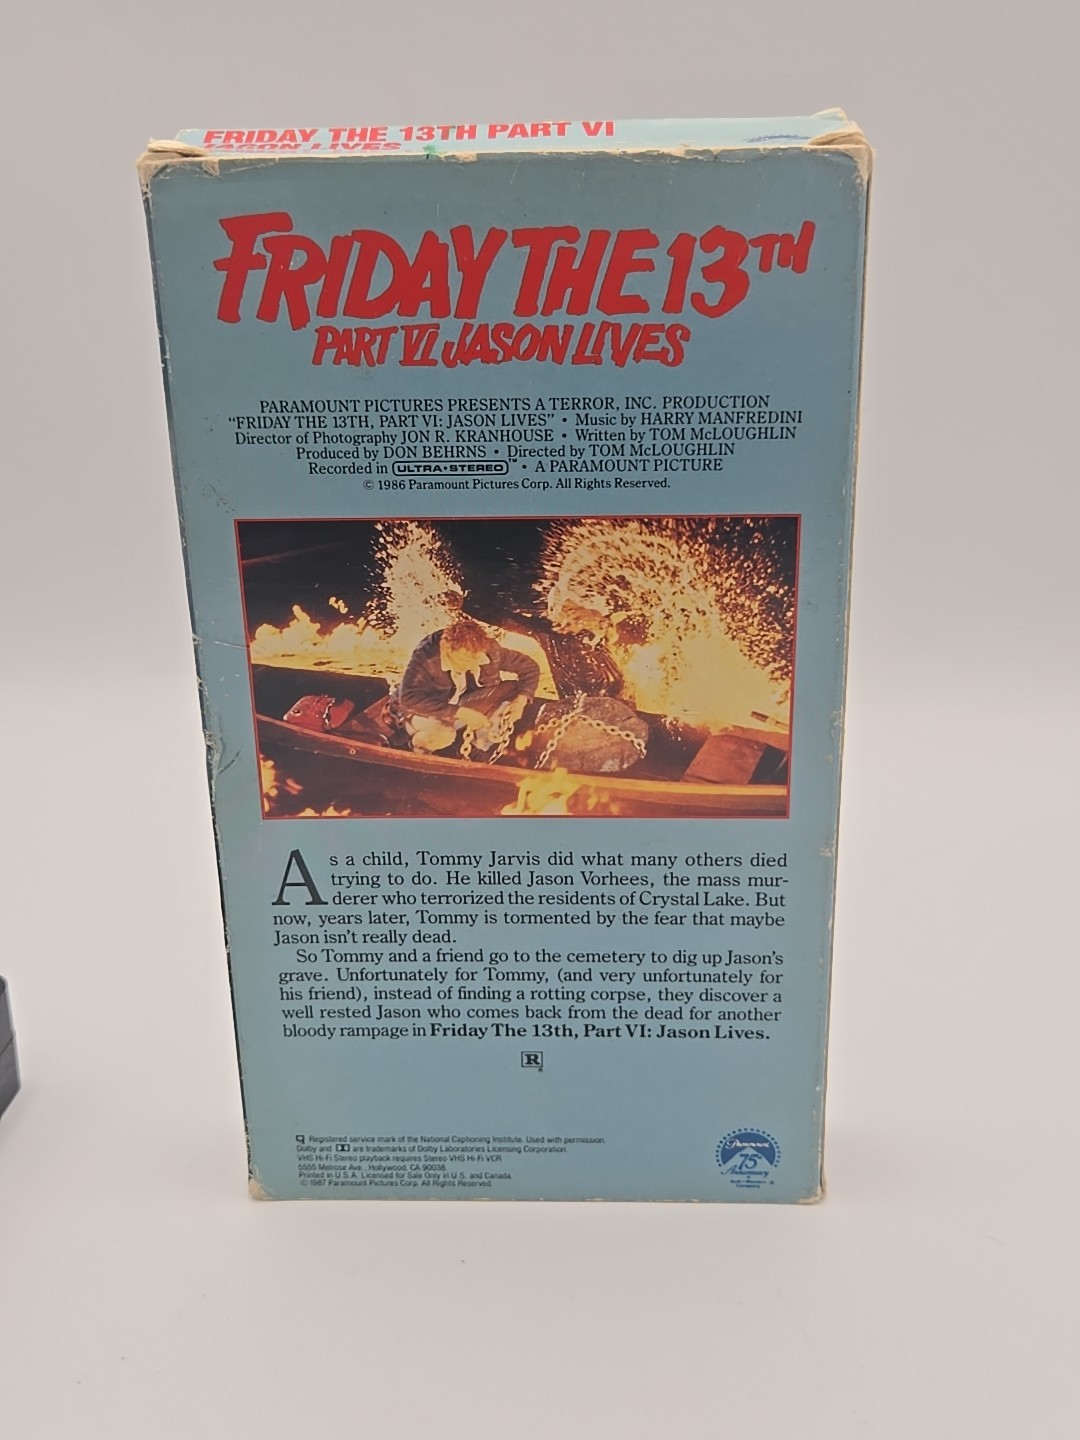 FRIDAY THE 13TH PART VI
JASON LIVES
FRIDAY THE 13TH
PART VI JASON LIVES
PARAMOUNT PICTURES PRESENTS A TERROR, INC. PRODUCTION
“FRIDAY THE 13TH, PART VI: JASON LIVES” • Music by HARRY MANFREDINI
Director of Photography JON R. KRANHOUSE • Written by TOM McLOUGHLIN
Produced by DON BEHRNS • Directed by TOM McLOUGHLIN
Recorded in ULTRA•STEREO™ • A PARAMOUNT PICTURE
© 1986 Paramount Pictures Corp. All Rights Reserved.
As a child, Tommy Jarvis did what many others died
trying to do. He killed Jason Vorhees, the mass mur-
derer who terrorized the residents of Crystal Lake. But
now, years later, Tommy is tormented by the fear that maybe
Jason isn't really dead.
So Tommy and a friend go to the cemetery to dig up Jason's
grave. Unfortunately for Tommy, (and very unfortunately for
his friend), instead of finding a rotting corpse, they discover a
well rested Jason who comes back from the dead for another
bloody rampage in Friday The 13th, Part VI: Jason Lives.
R
Registered service mark of the National Captioning Institute. Used with permission.
Dolby and are trademarks of Dolby Laboratories Licensing Corporation.
VHS Hi-Fi Stereo playback requires Stereo VHS Hi-Fi VCR
5555 Melrose Ave., Hollywood, CA 90038
Printed in U.S.A. Licensed for Sale Only in U.S. and Canada
© 1987 Paramount Pictures Corp. All Rights Reserved.
Paramount
75th
Anniversary
Gulf+Western
Company